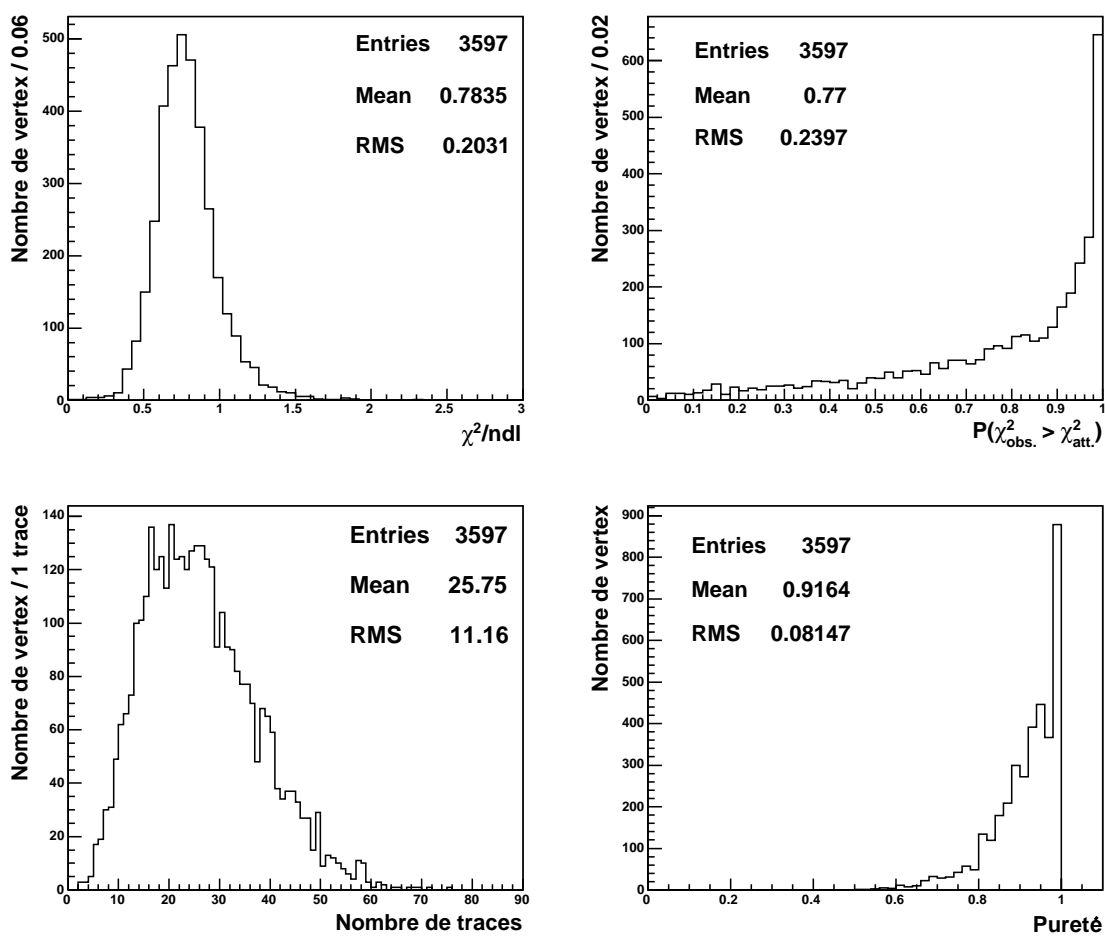 Nombre de vertex / 0.06
Entries 3597
Mean 0.7835
RMS 0.2031
500
400
300
200
100
0
0 0.5 1 1.5 2 2.5 3
χ²/ndl
Nombre de vertex / 0.02
Entries 3597
Mean 0.77
RMS 0.2397
600
500
400
300
200
100
0
0 0.1 0.2 0.3 0.4 0.5 0.6 0.7 0.8 0.9 1
P(χ²obs. > χ²att.)
Nombre de vertex / 1 trace
Entries 3597
Mean 25.75
RMS 11.16
140
120
100
80
60
40
20
0
0 10 20 30 40 50 60 70 80 90
Nombre de traces
Nombre de vertex
Entries 3597
Mean 0.9164
RMS 0.08147
900
800
700
600
500
400
300
200
100
0
0 0.2 0.4 0.6 0.8 1
Pureté